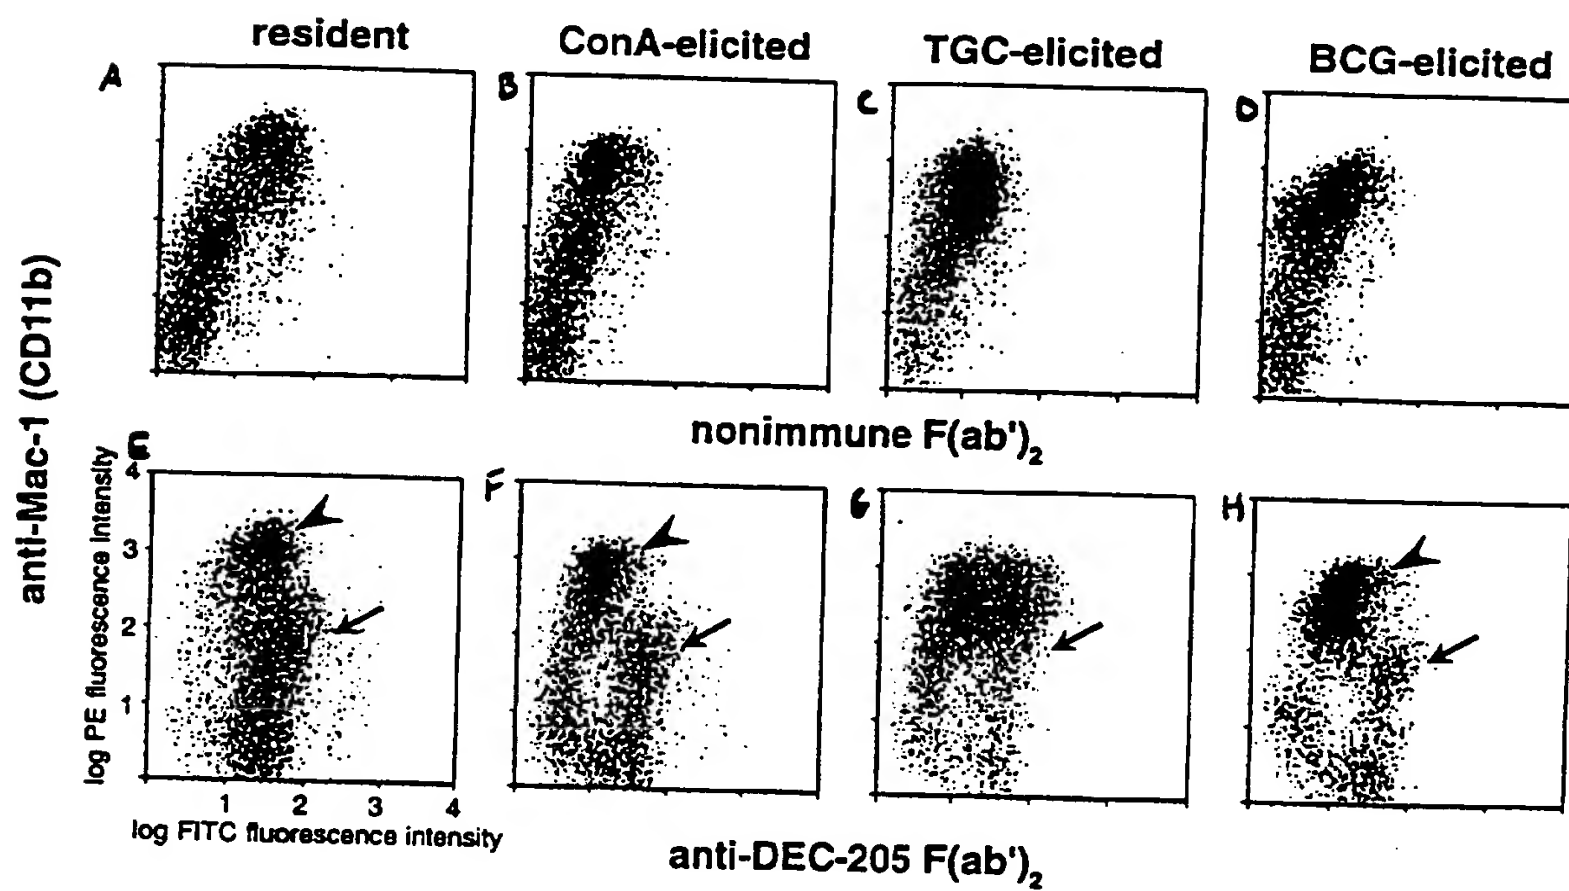 resident
ConA-elicited
TGC-elicited
BCG-elicited
A
B
C
D
anti-Mac-1 (CD11b)
nonimmune F(ab')2
E
F
G
H
log PE fluorescence intensity
4
3
2
1
1 2 3 4
log FITC fluorescence intensity
anti-DEC-205 F(ab')2